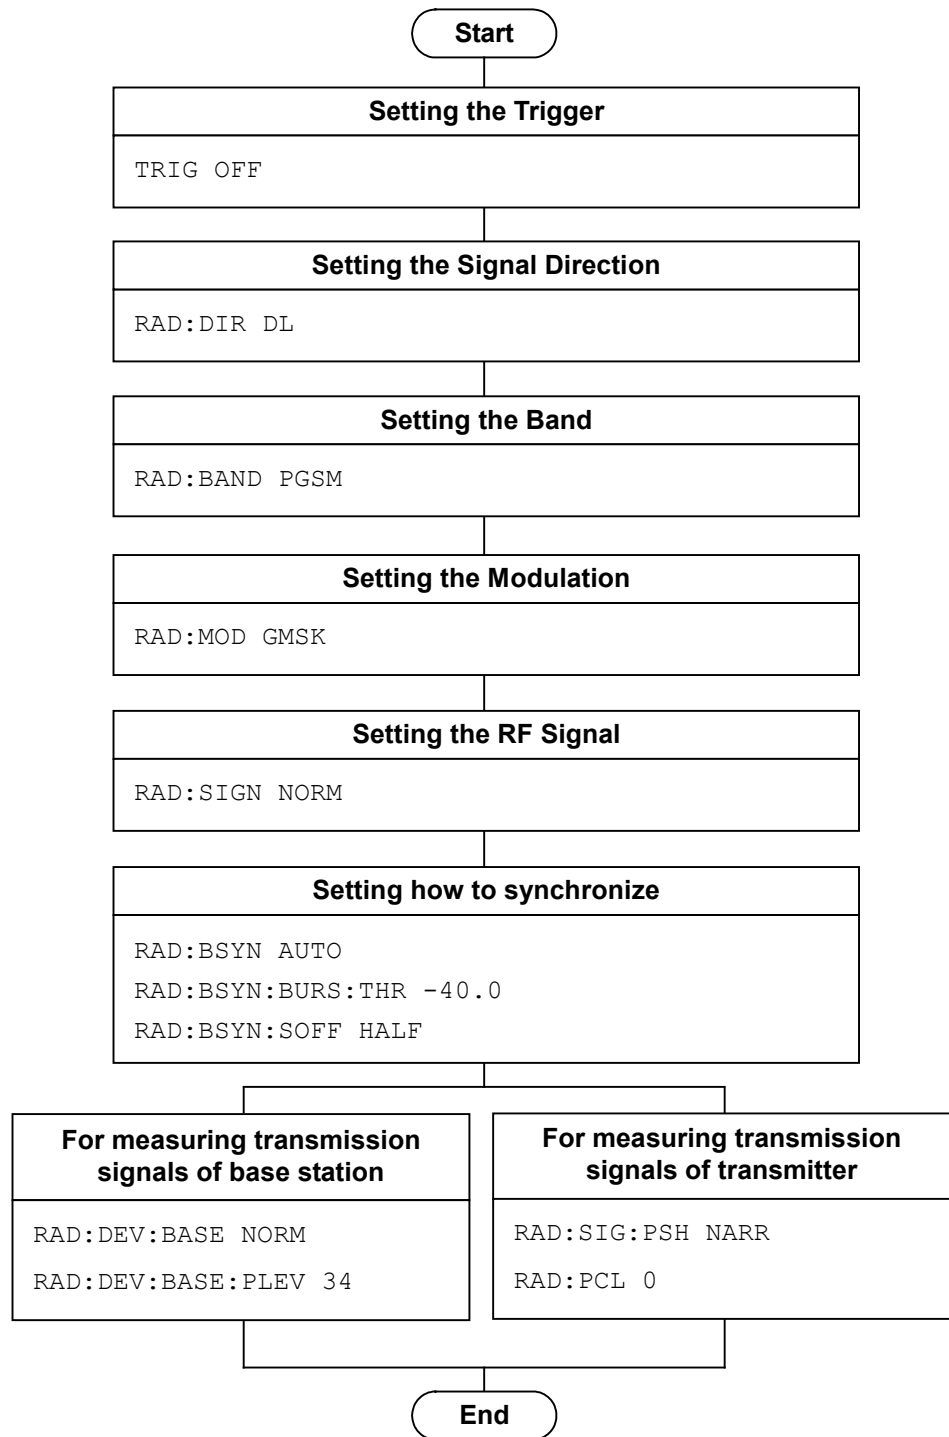 Start
Setting the Trigger
TRIG OFF
Setting the Signal Direction
RAD:DIR DL
Setting the Band
RAD:BAND PGSM
Setting the Modulation
RAD:MOD GMSK
Setting the RF Signal
RAD:SIGN NORM
Setting how to synchronize
RAD:BSYN AUTO
RAD:BSYN:BURS:THR -40.0
RAD:BSYN:SOFF HALF
For measuring transmission
signals of base station
RAD:DEV:BASE NORM
RAD:DEV:BASE:PLEV 34
For measuring transmission
signals of transmitter
RAD:SIG:PSH NARR
RAD:PCL 0
End